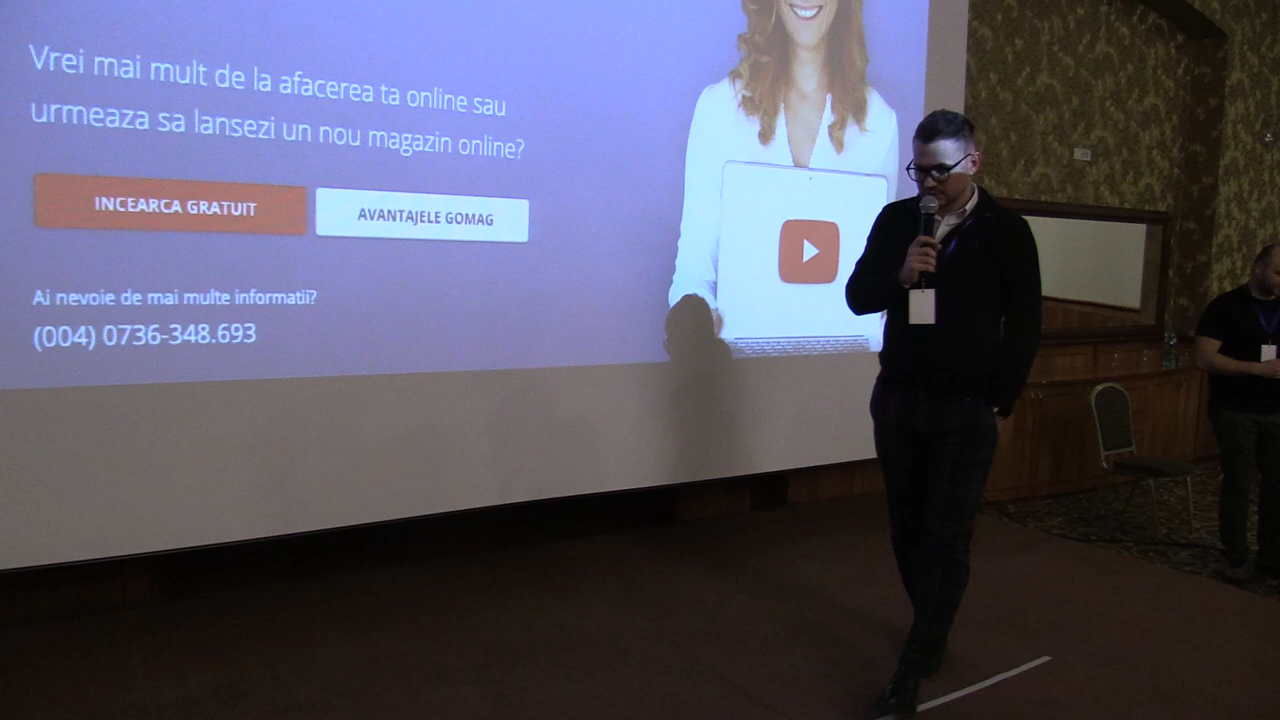 Vrei mai mult de la afacerea ta online sau
urmeaza sa lansezi un nou magazin online?
INCEARCA GRATUIT
AVANTAJELE GOMAG
Ai nevoie de mai multe informatii?
(004) 0736-348.693